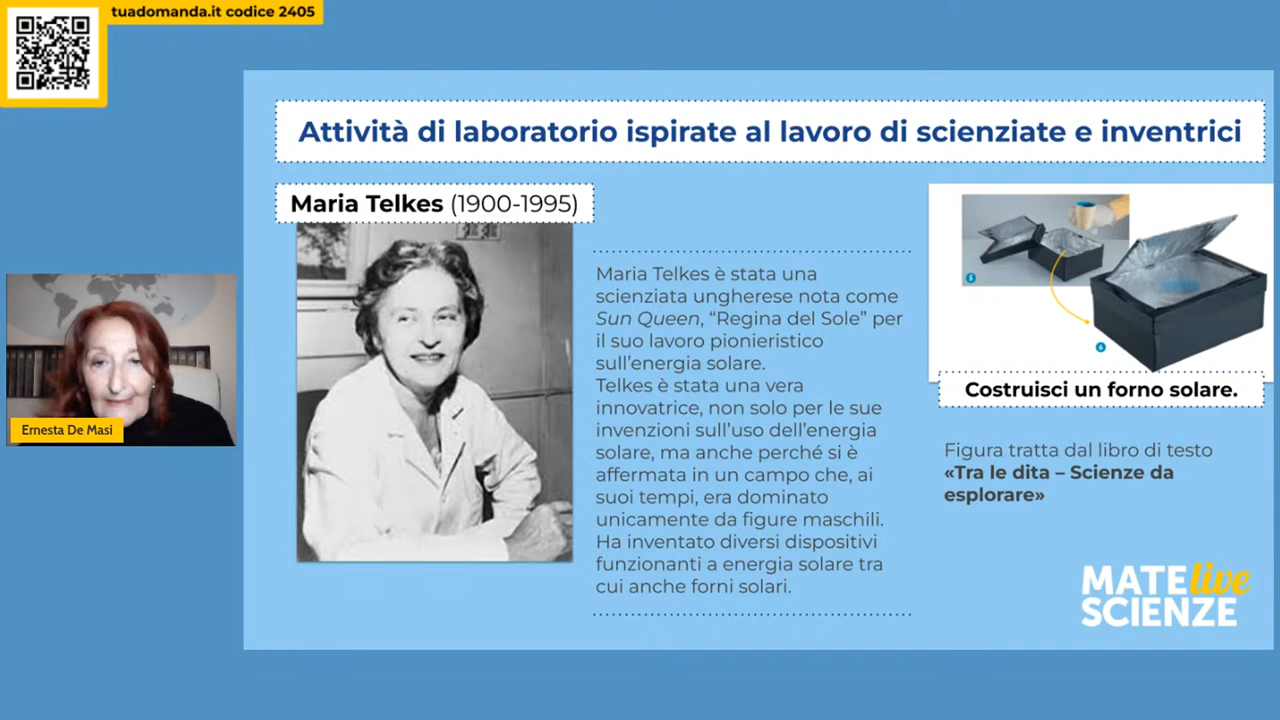 tuadomanda.it codice 2405
Attività di laboratorio ispirate al lavoro di scienziate e inventrici
Maria Telkes (1900-1995)
Maria Telkes è stata una
scienziata ungherese nota come
Sun Queen, “Regina del Sole” per
il suo lavoro pionieristico
sull’energia solare.
Telkes è stata una vera
innovatrice, non solo per le sue
invenzioni sull’uso dell’energia
solare, ma anche perché si è
affermata in un campo che, ai
suoi tempi, era dominato
unicamente da figure maschili.
Ha inventato diversi dispositivi
funzionanti a energia solare tra
cui anche forni solari.
5
6
Costruisci un forno solare.
Figura tratta dal libro di testo
«Tra le dita – Scienze da
esplorare»
Ernesta De Masi
MATE live
SCIENZE